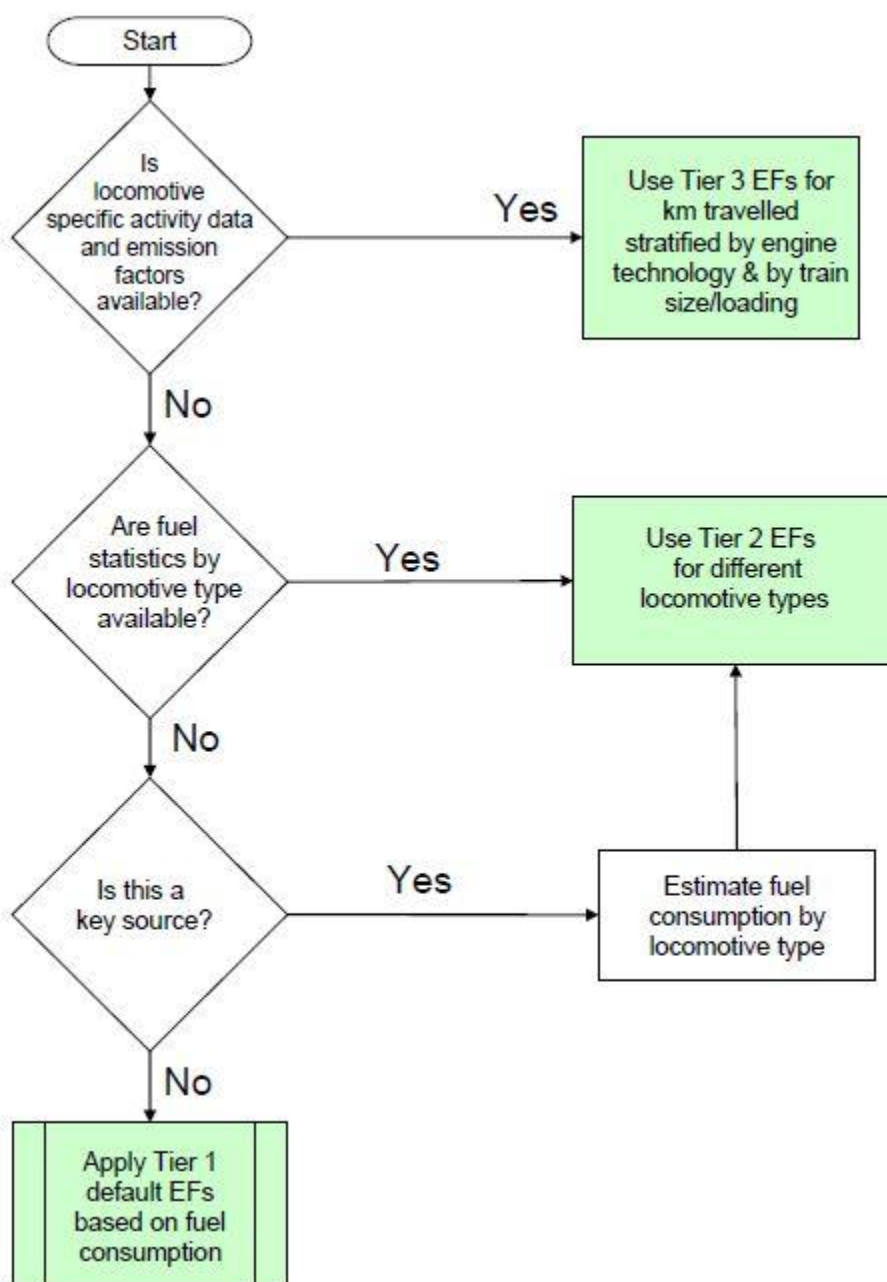 Start
Is
locomotive
specific activity data
and emission
factors
available?
Yes
Use Tier 3 EFs for
km travelled
stratified by engine
technology & by train
size/loading
No
Are fuel
statistics by
locomotive type
available?
Yes
Use Tier 2 EFs
for different
locomotive types
No
Is this a
key source?
Yes
Estimate fuel
consumption by
locomotive type
No
Apply Tier 1
default EFs
based on fuel
consumption